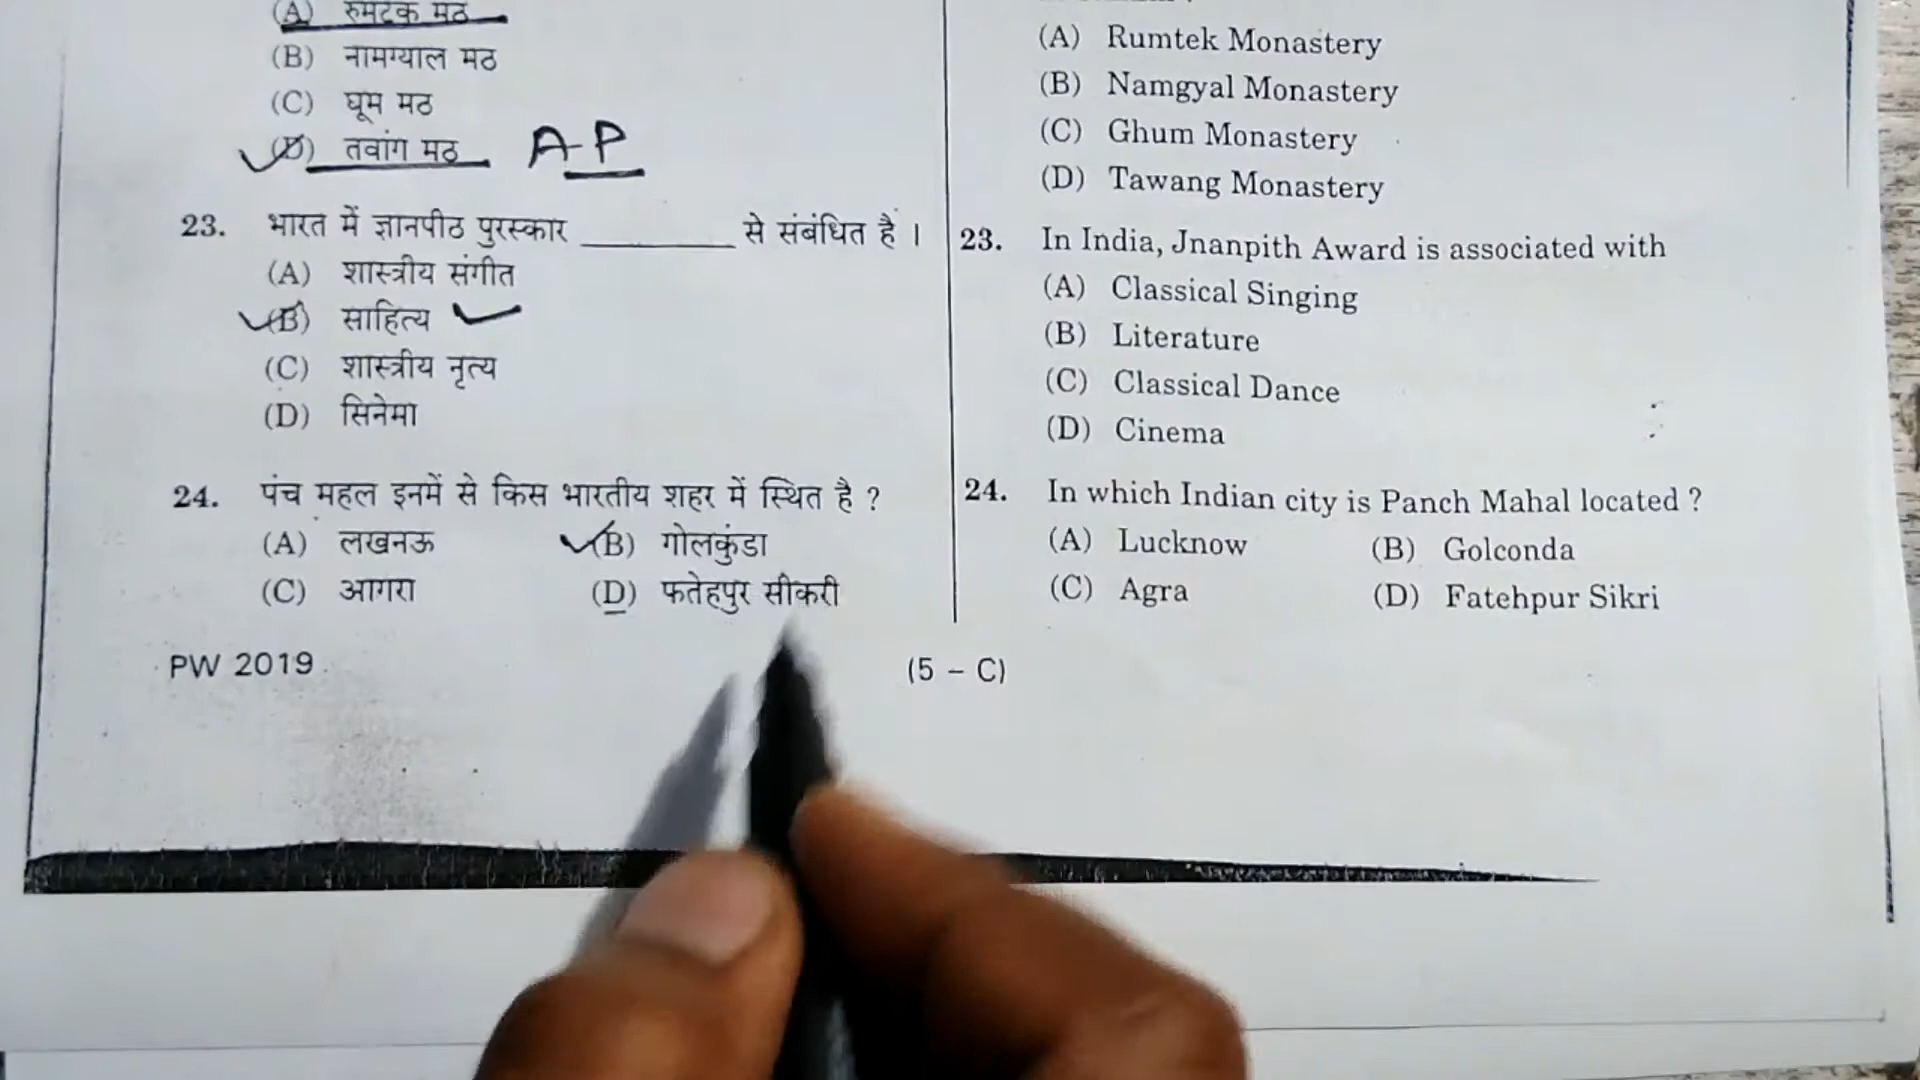 (A) रुमटेक मठ
(B) नामग्याल मठ
(C) घूम मठ
(D) तवांग मठ A-P
23. भारत में ज्ञानपीठ पुरस्कार __________ से संबंधित है ।
(A) शास्त्रीय संगीत
(B) साहित्य
(C) शास्त्रीय नृत्य
(D) सिनेमा
24. पंच महल इनमें से किस भारतीय शहर में स्थित है ?
(A) लखनऊ (B) गोलकुंडा
(C) आगरा (D) फतेहपुर सीकरी
(A) Rumtek Monastery
(B) Namgyal Monastery
(C) Ghum Monastery
(D) Tawang Monastery
23. In India, Jnanpith Award is associated with
(A) Classical Singing
(B) Literature
(C) Classical Dance
(D) Cinema
24. In which Indian city is Panch Mahal located ?
(A) Lucknow (B) Golconda
(C) Agra (D) Fatehpur Sikri
PW 2019 (5 – C)